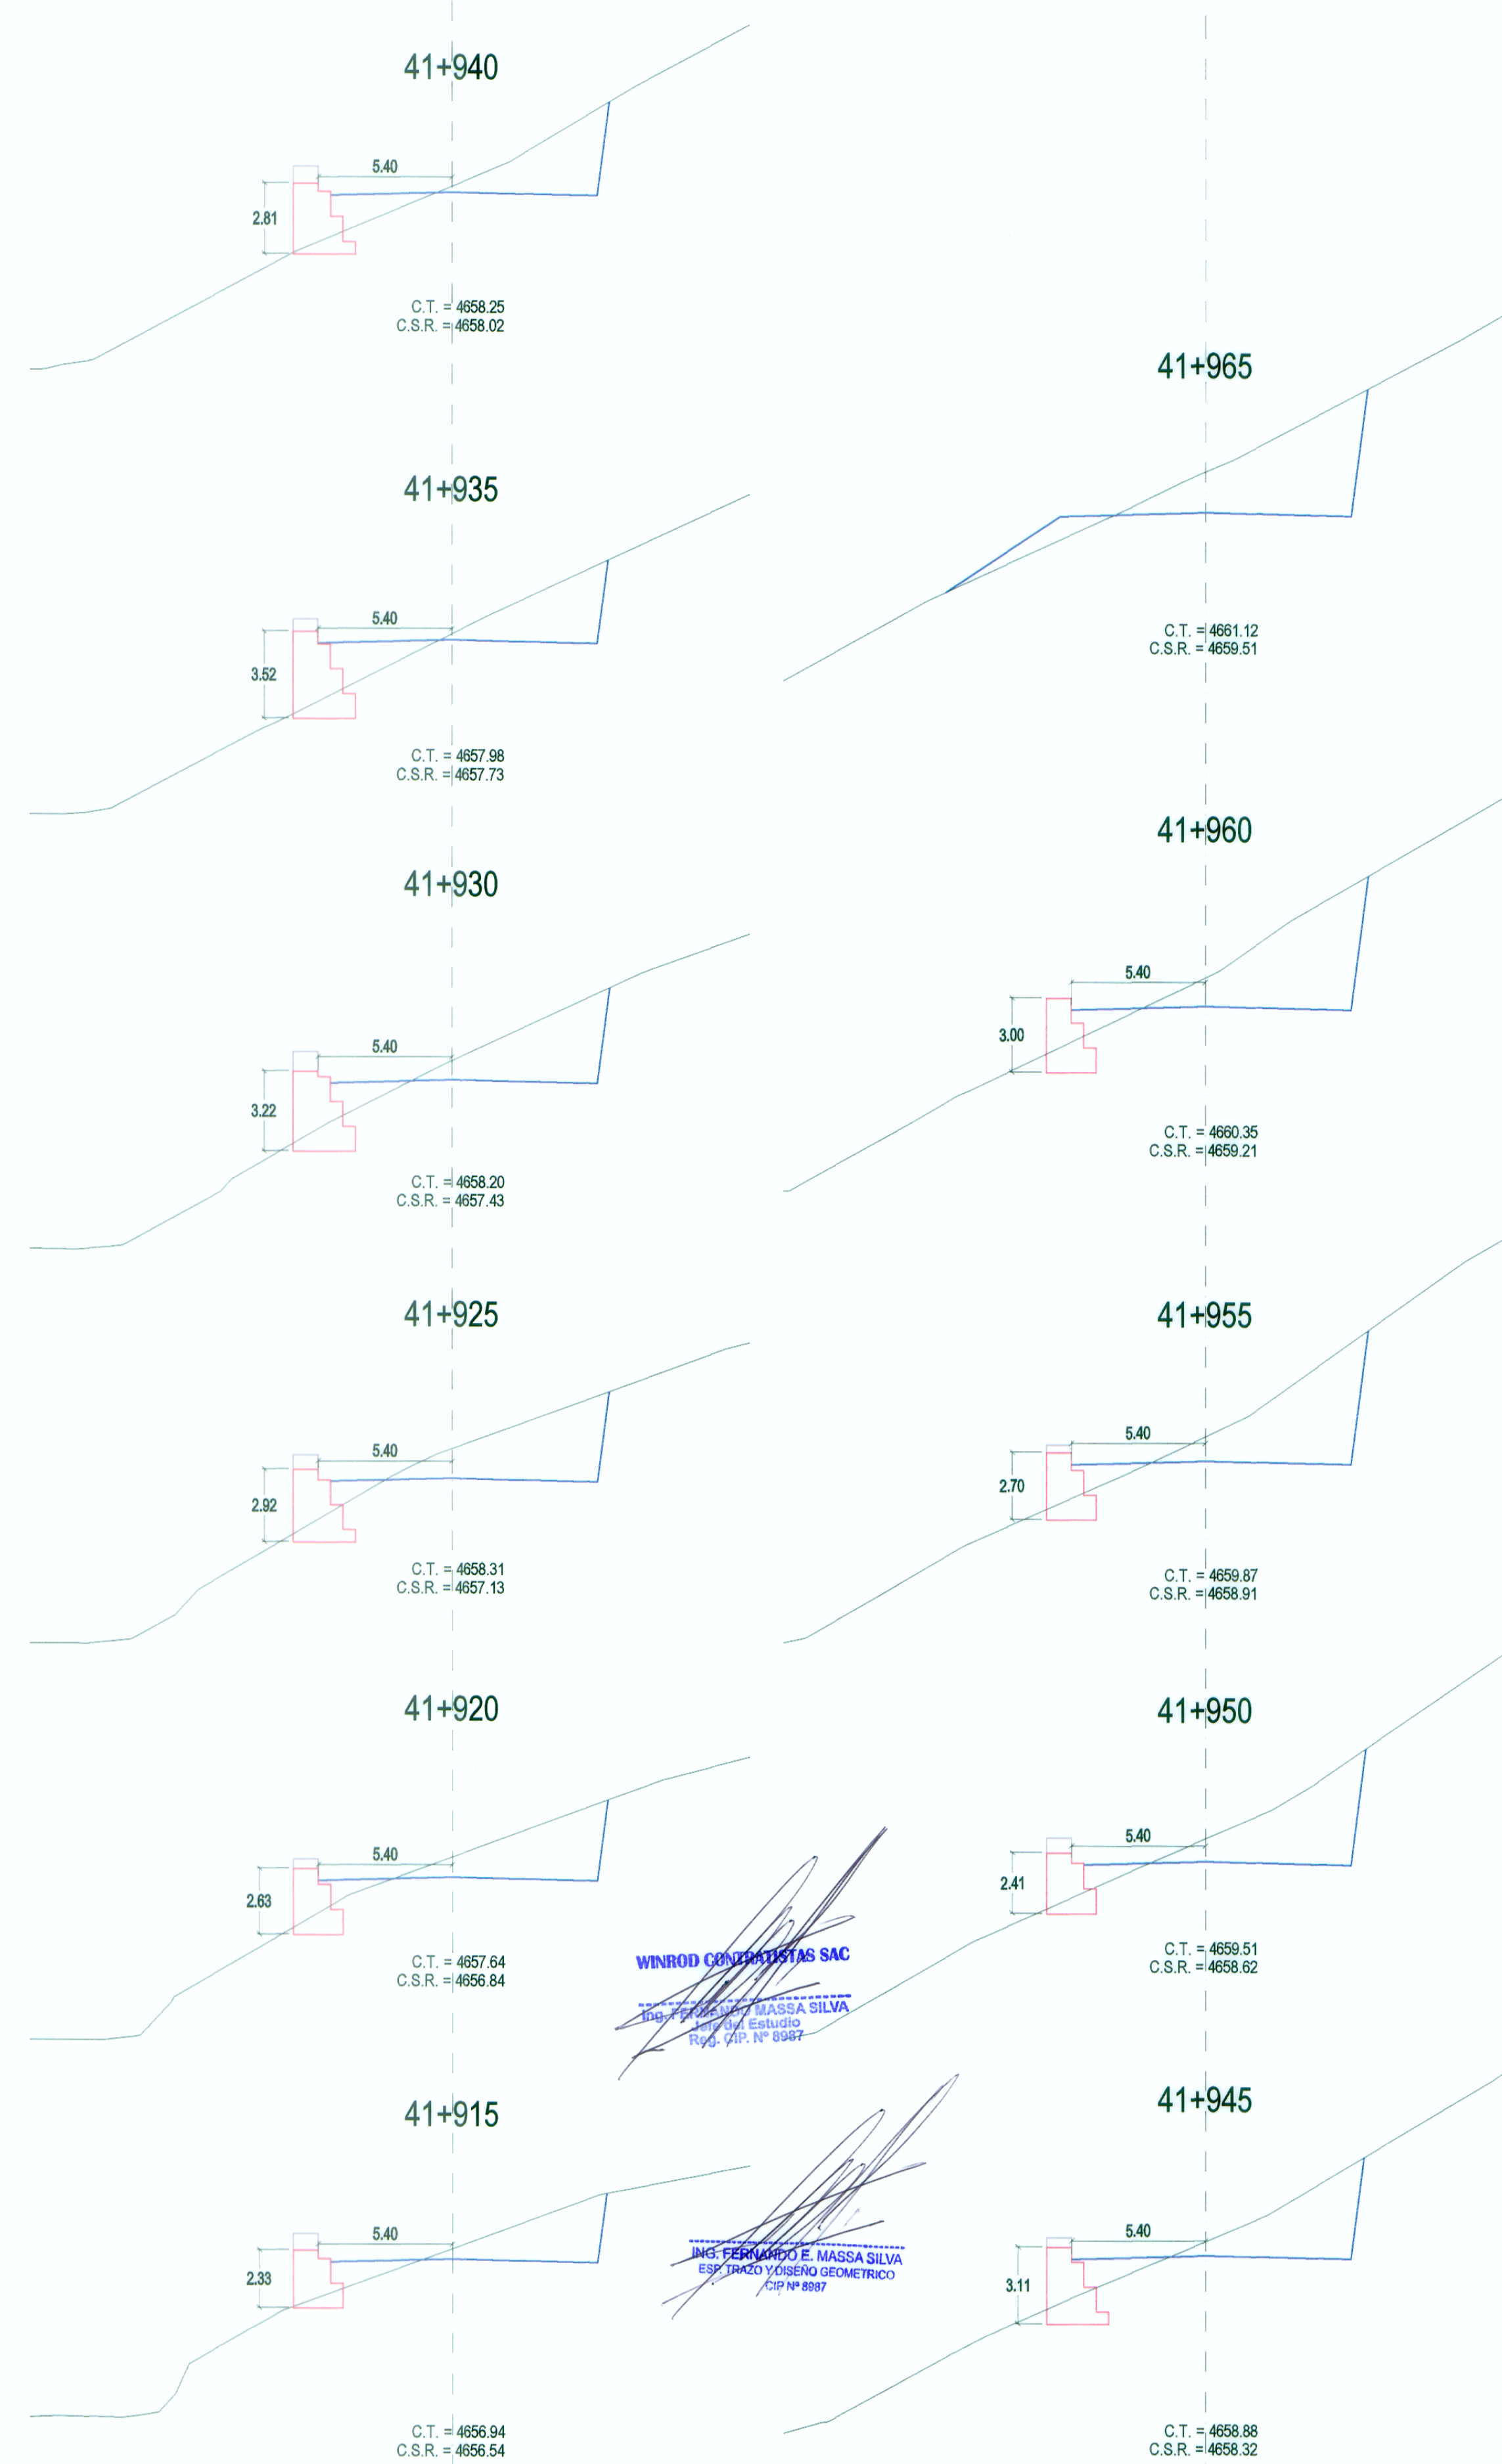 41+940
5.40
2.81
C.T. = 4658.25
C.S.R. = 4658.02
41+935
5.40
3.52
C.T. = 4657.98
C.S.R. = 4657.73
41+930
5.40
3.22
C.T. = 4658.20
C.S.R. = 4657.43
41+925
5.40
2.92
C.T. = 4658.31
C.S.R. = 4657.13
41+920
5.40
2.63
C.T. = 4657.64
C.S.R. = 4656.84
41+915
5.40
2.33
C.T. = 4656.94
C.S.R. = 4656.54
WINROD CONTRATISTAS SAC
Ing. FERNANDO MASSA SILVA
Jefe del Estudio
Reg. CIP. Nº 8987
ING. FERNANDO E. MASSA SILVA
ESP. TRAZO Y DISEÑO GEOMETRICO
CIP Nº 8987
41+965
C.T. = 4661.12
C.S.R. = 4659.51
41+960
5.40
3.00
C.T. = 4660.35
C.S.R. = 4659.21
41+955
5.40
2.70
C.T. = 4659.87
C.S.R. = 4658.91
41+950
5.40
2.41
C.T. = 4659.51
C.S.R. = 4658.62
41+945
5.40
3.11
C.T. = 4658.88
C.S.R. = 4658.32